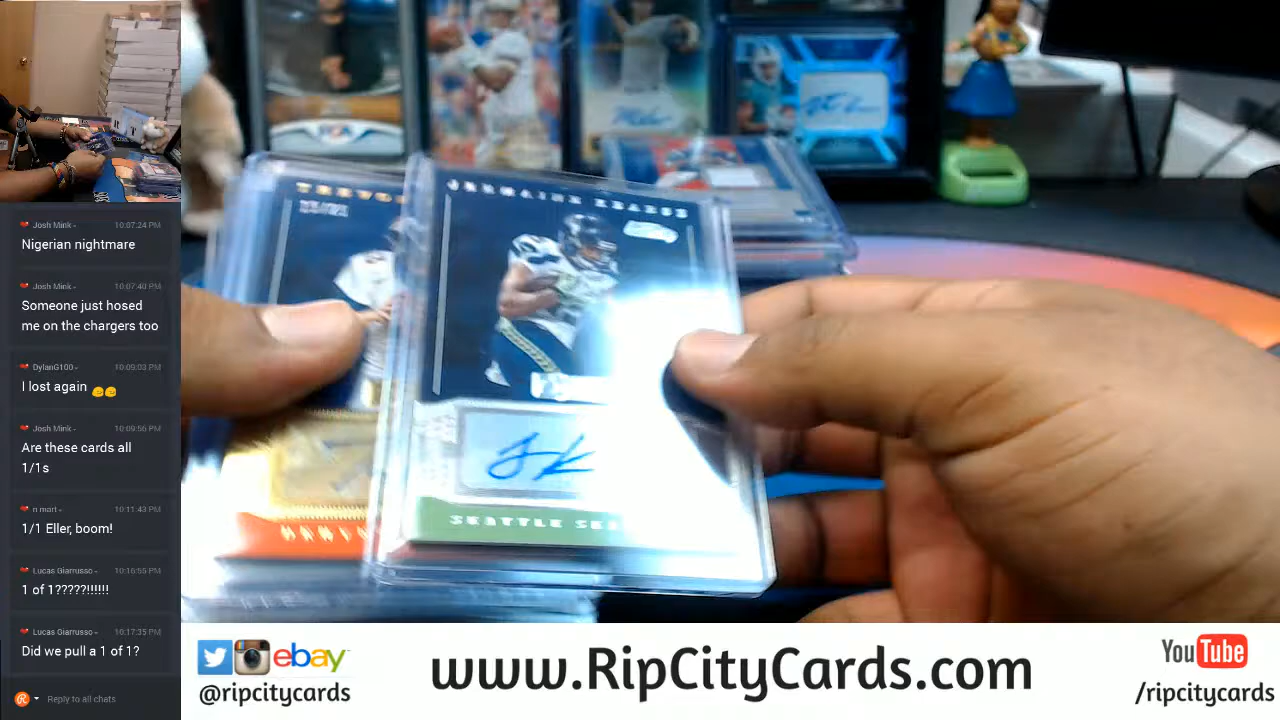 Josh Mink- 10:07:24 PM
Nigerian nightmare
Josh Mink- 10:07:40 PM
Someone just hosed
me on the chargers too
DylanG100- 10:09:03 PM
I lost again
Josh Mink- 10:09:56 PM
Are these cards all
1/1s
n mart- 10:11:43 PM
1/1 Eller, boom!
Lucas Giarrusso- 10:16:55 PM
1 of 1?????!!!!!!
Lucas Giarrusso- 10:17:35 PM
Did we pull a 1 of 1?
Reply to all chats
JERMAINE KEARSE
SEATTLE SEA
ebay
@ripcitycards
www.RipCityCards.com
YouTube
/ripcitycards